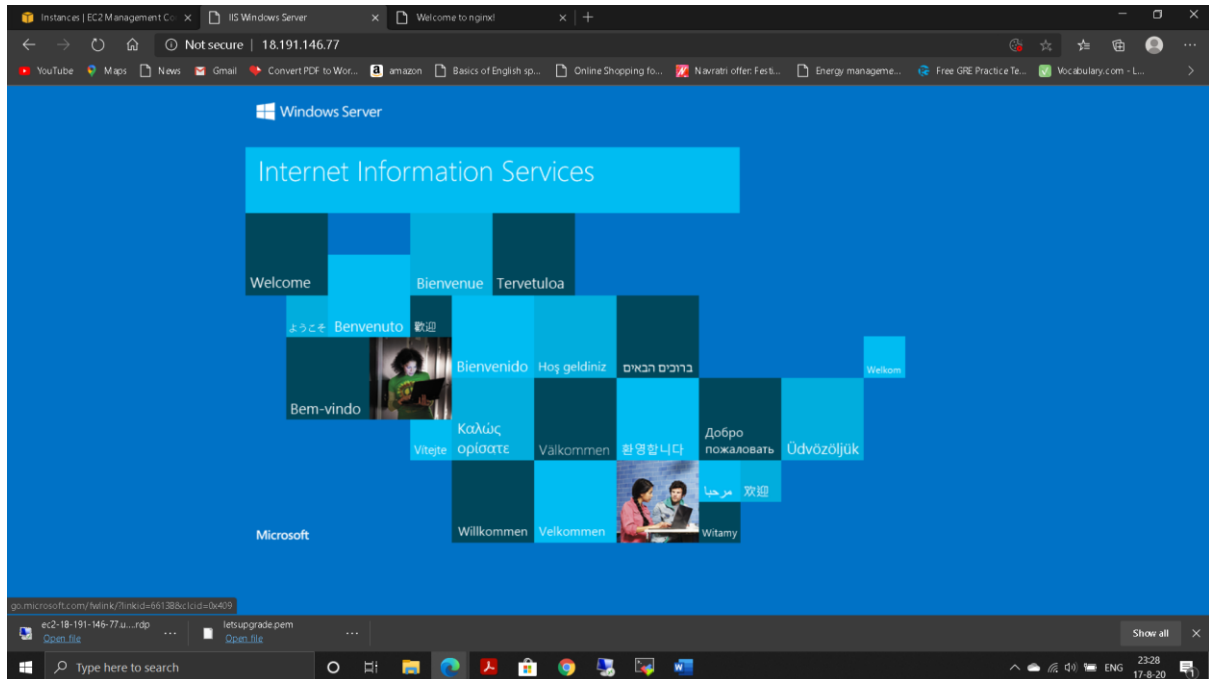 Instances | EC2 Management Co
IIS Windows Server
Welcome to nginx!
Not secure | 18.191.146.77
YouTube
Maps
News
Gmail
Convert PDF to Wor...
amazon
Basics of English sp...
Online Shopping fo...
Navratri offer: Festi...
Energy manageme...
Free GRE Practice Te...
Vocabulary.com - L...
Windows Server
Internet Information Services
Welcome
Bienvenue
Tervetuloa
ようこそ
Benvenuto
歡迎
Bienvenido
Hoş geldiniz
ברוכים הבאים
Welkom
Bem-vindo
Vítejte
Καλώς
ορίσατε
Välkommen
환영합니다
Добро
пожаловать
Üdvözöljük
مرحبا
欢迎
Microsoft
Willkommen
Velkommen
Witamy
go.microsoft.com/fwlink/?linkid=66138&clcid=0x409
ec2-18-191-146-77.u....rdp
Open file
letsupgrade.pem
Open file
Show all
Type here to search
ENG
23:28
17-8-20